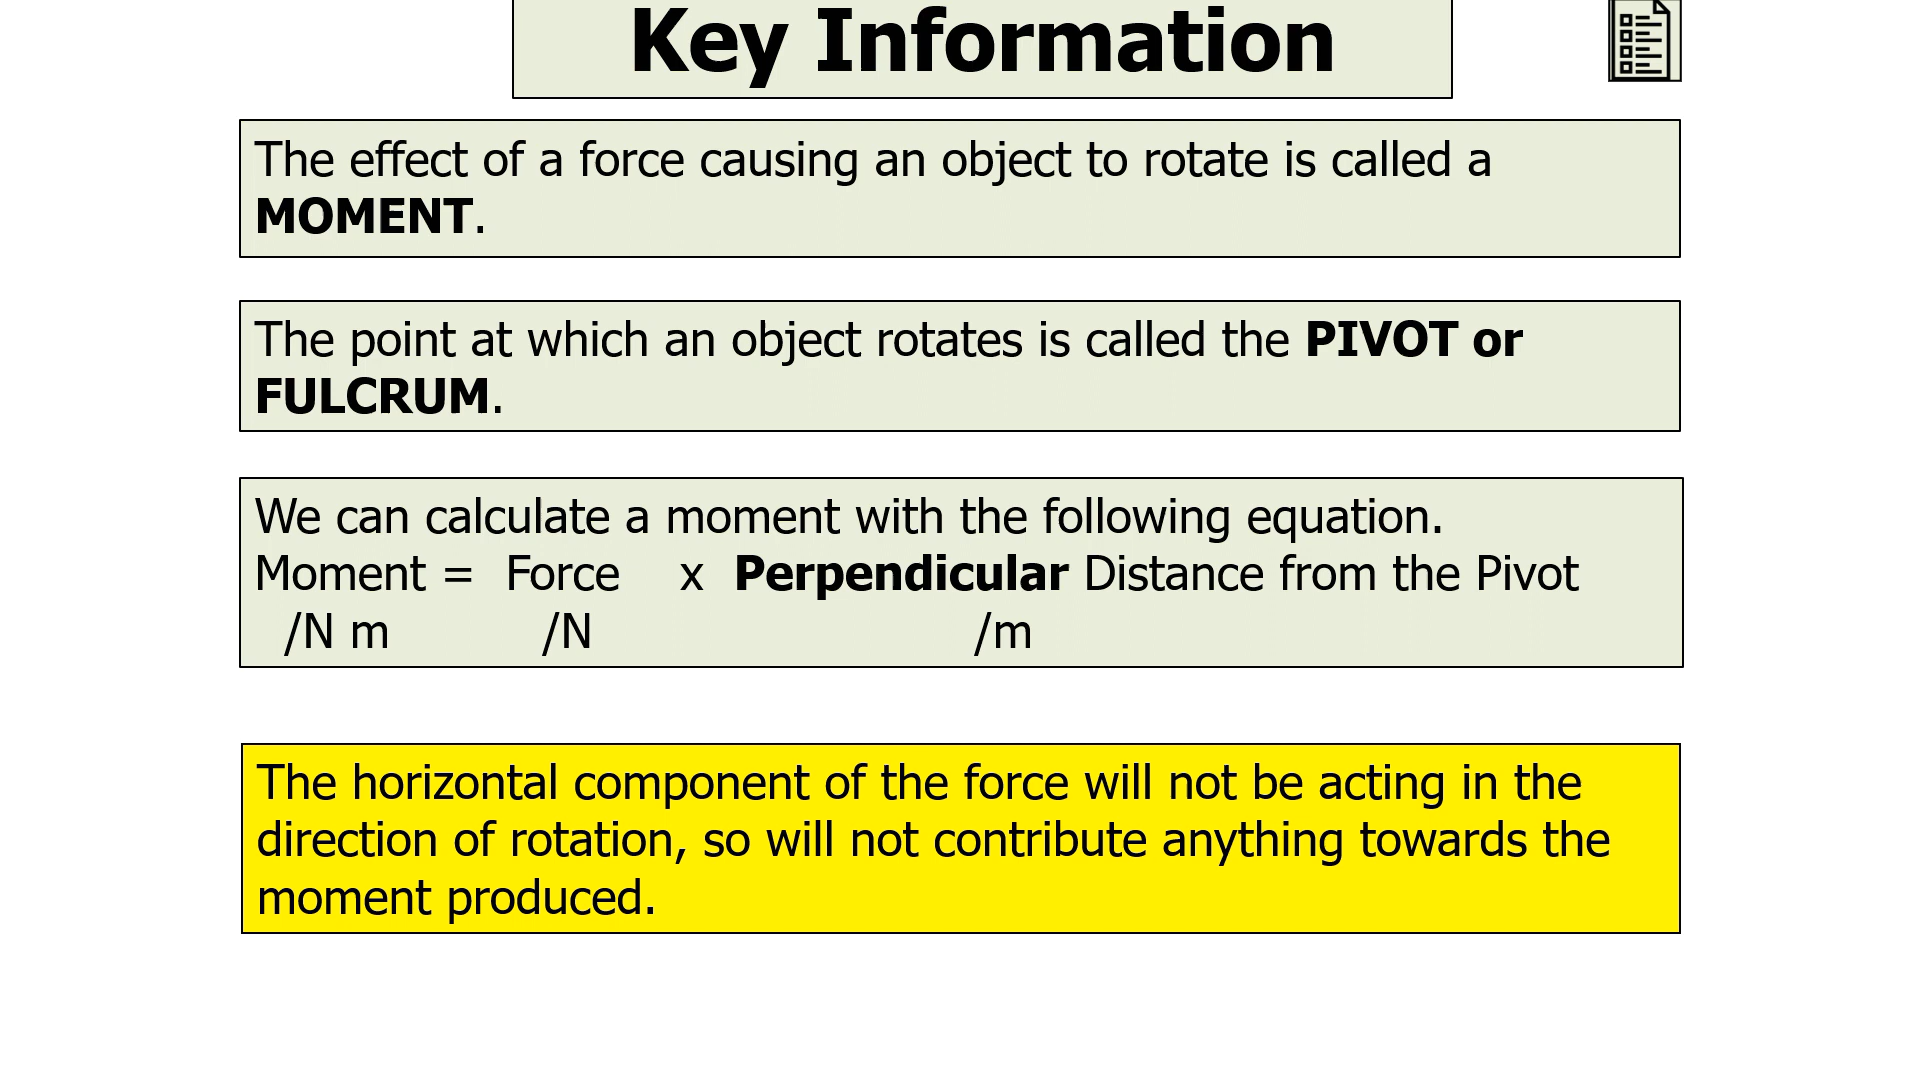 Key Information
The effect of a force causing an object to rotate is called a
MOMENT.
The point at which an object rotates is called the PIVOT or
FULCRUM.
We can calculate a moment with the following equation.
Moment = Force x Perpendicular Distance from the Pivot
/N m /N /m
The horizontal component of the force will not be acting in the
direction of rotation, so will not contribute anything towards the
moment produced.